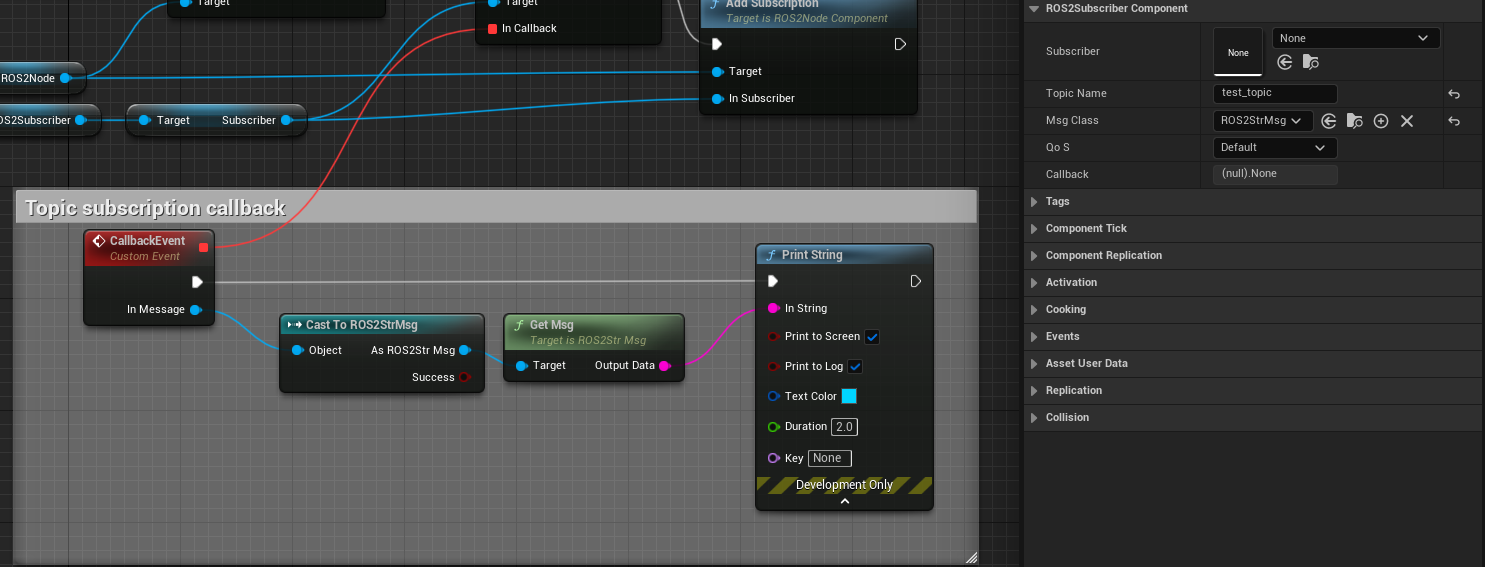 Target
Target
In Callback
Add Subscription
Target is ROS2Node Component
Target
In Subscriber
ROS2Node
OS2Subscriber
Target Subscriber
Topic subscription callback
CallbackEvent
Custom Event
In Message
Cast To ROS2StrMsg
Object As ROS2Str Msg
Success
Get Msg
Target is ROS2Str Msg
Target Output Data
Print String
In String
Print to Screen
Print to Log
Text Color
Duration 2.0
Key None
Development Only
ROS2Subscriber Component
Subscriber None None
Topic Name test_topic
Msg Class ROS2StrMsg
Qo S Default
Callback (null).None
Tags
Component Tick
Component Replication
Activation
Cooking
Events
Asset User Data
Replication
Collision